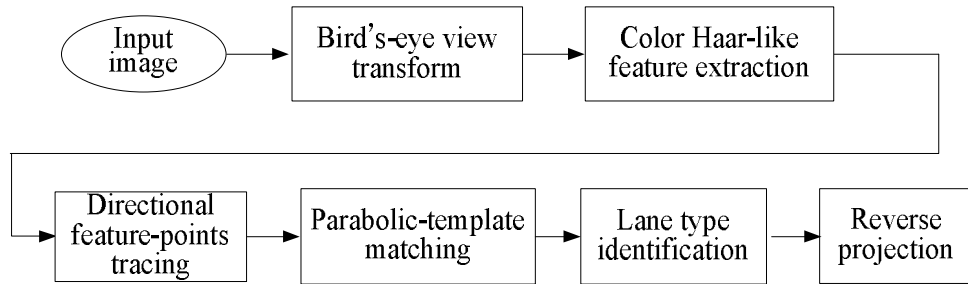 Input
image
Bird's-eye view
transform
Color Haar-like
feature extraction
Directional
feature-points
tracing
Parabolic-template
matching
Lane type
identification
Reverse
projection